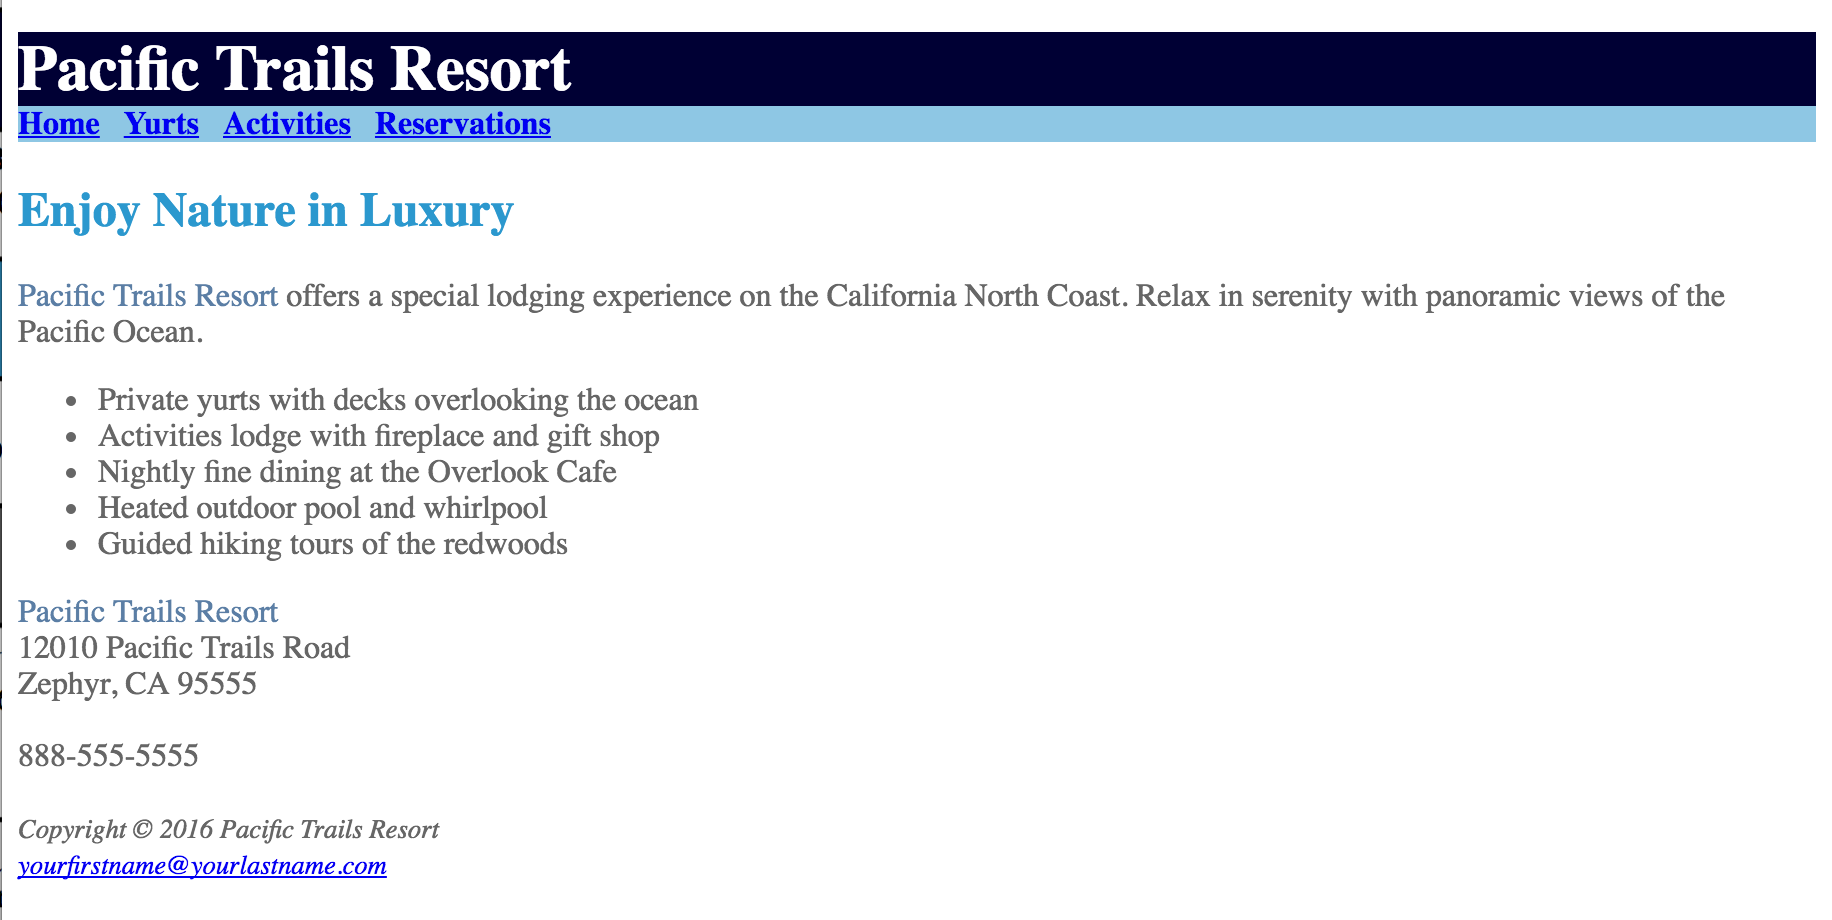 Pacific Trails Resort
Home Yurts Activities Reservations
Enjoy Nature in Luxury
Pacific Trails Resort offers a special lodging experience on the California North Coast. Relax in serenity with panoramic views of the
Pacific Ocean.
• Private yurts with decks overlooking the ocean
• Activities lodge with fireplace and gift shop
• Nightly fine dining at the Overlook Cafe
• Heated outdoor pool and whirlpool
• Guided hiking tours of the redwoods
Pacific Trails Resort
12010 Pacific Trails Road
Zephyr, CA 95555
888-555-5555
Copyright © 2016 Pacific Trails Resort
yourfirstname@yourlastname.com